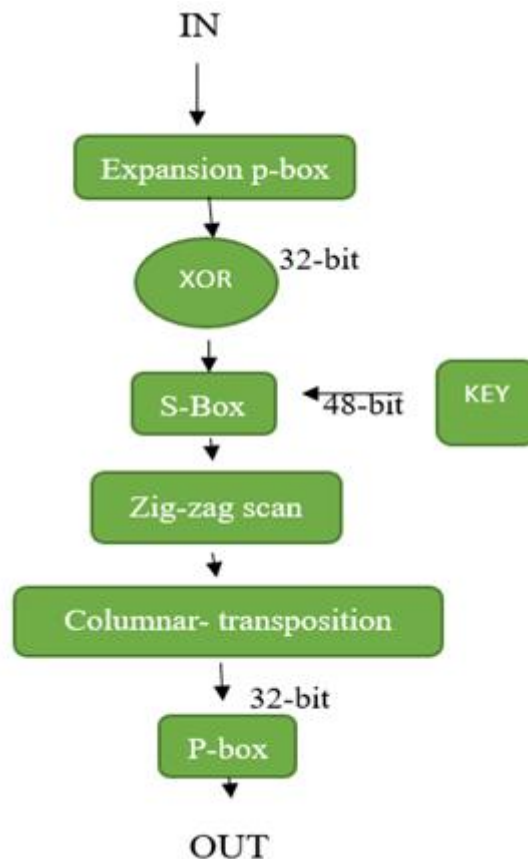 IN
Expansion p-box
XOR
32-bit
S-Box
48-bit
KEY
Zig-zag scan
Columnar- transposition
32-bit
P-box
OUT